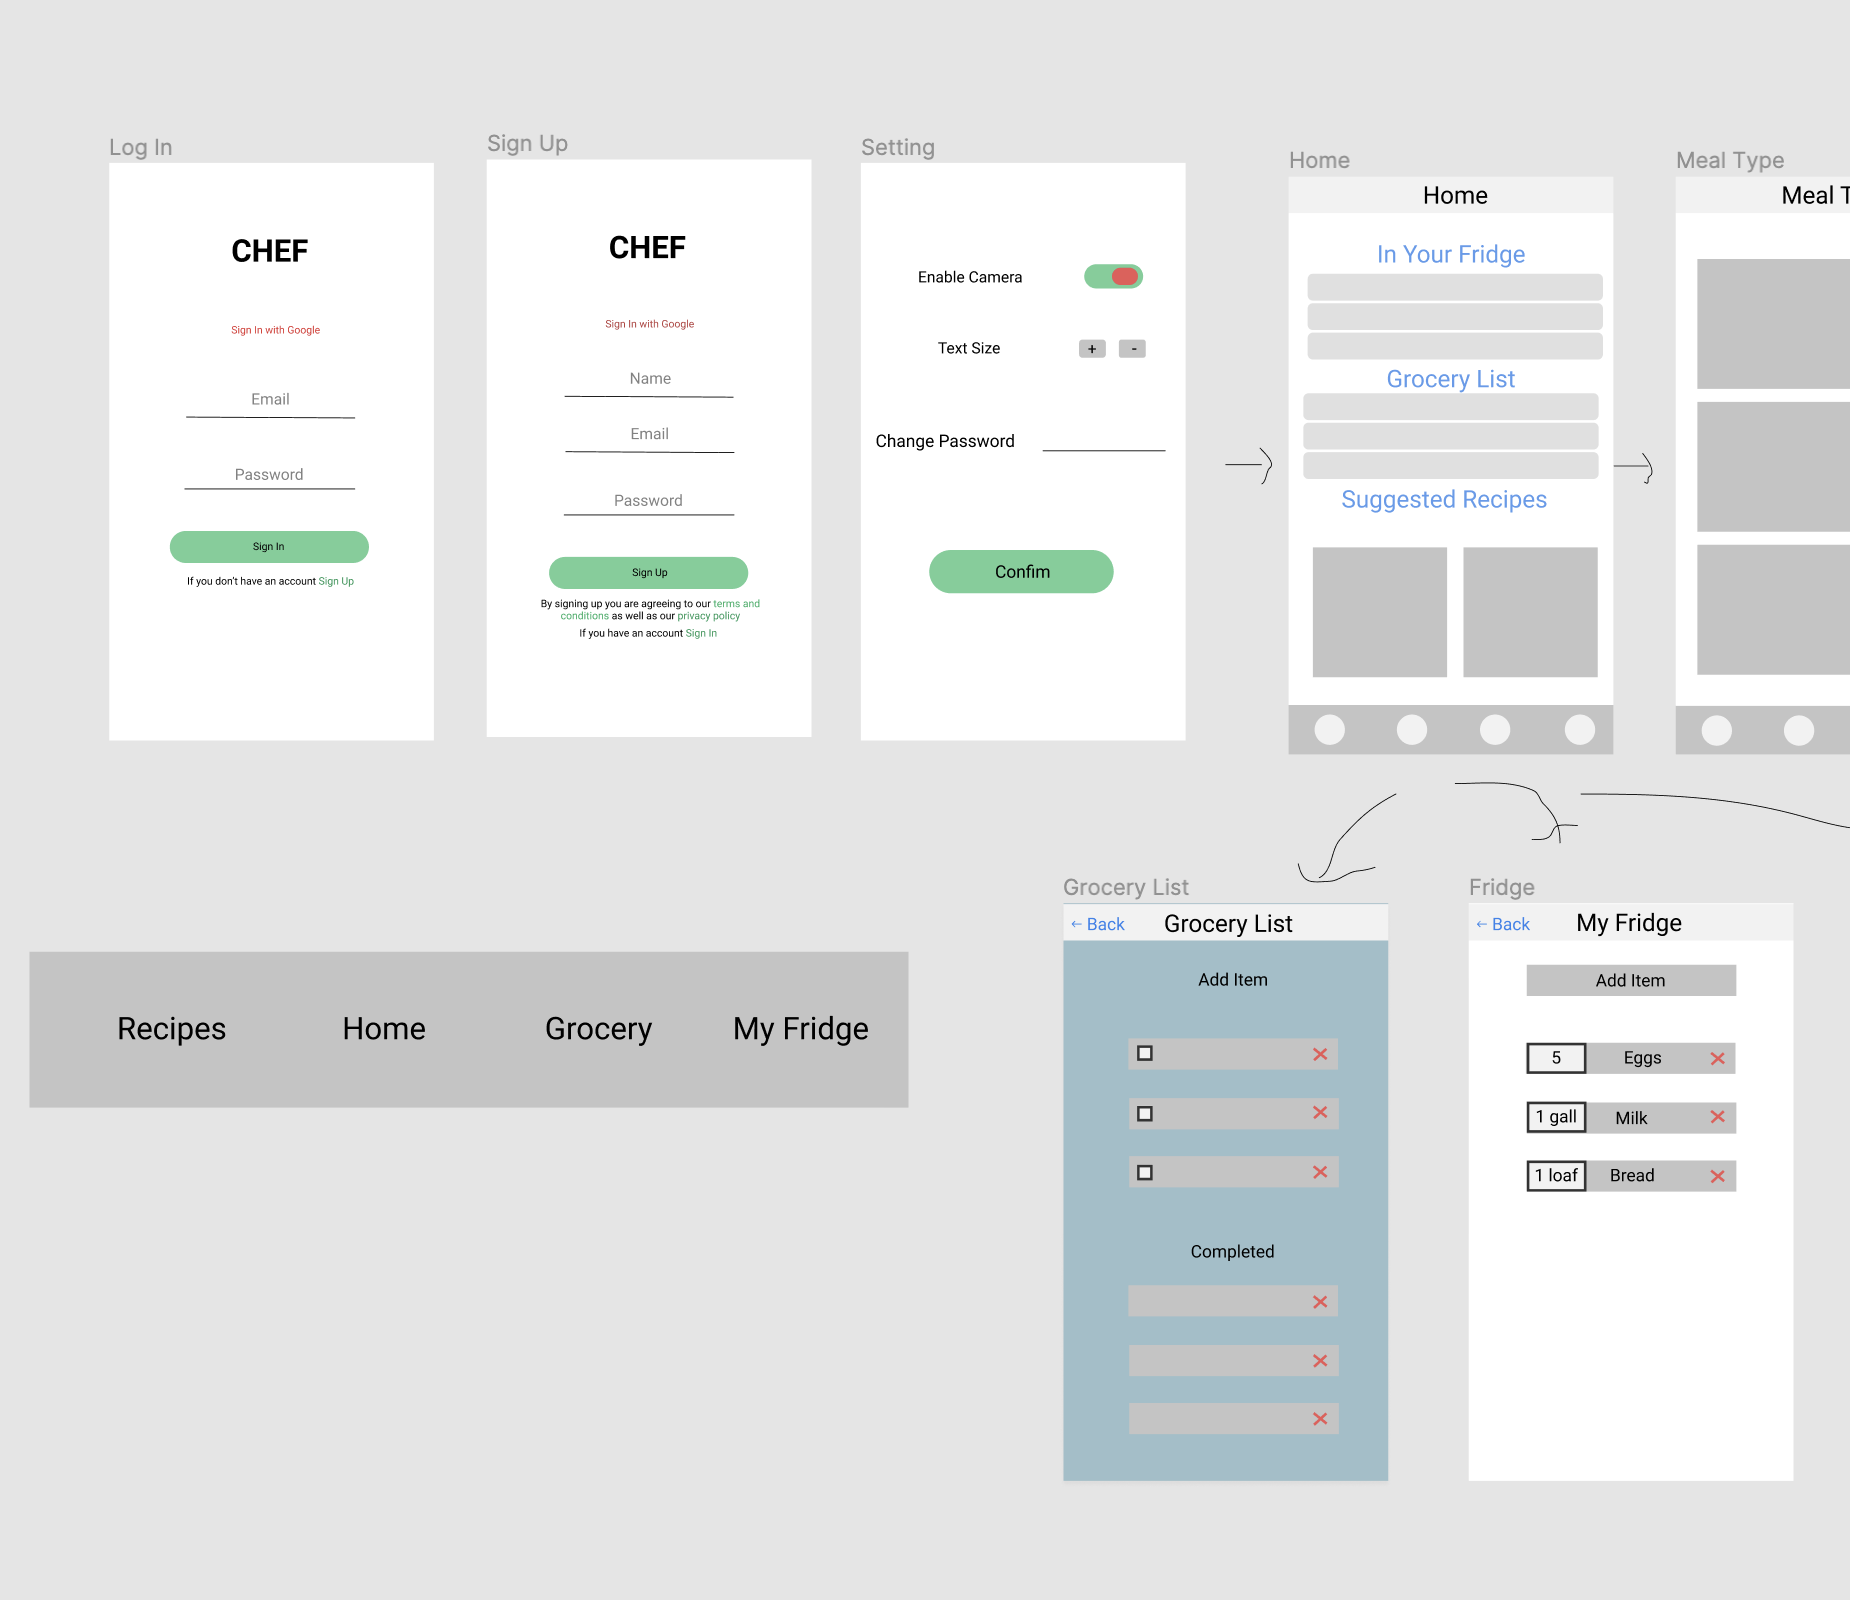 Log In
CHEF
Sign In with Google
Email
Password
Sign In
If you don't have an account Sign Up
Sign Up
CHEF
Sign In with Google
Name
Email
Password
Sign Up
By signing up you are agreeing to our terms and
conditions as well as our privacy policy
If you have an account Sign In
Setting
Enable Camera
Text Size
+ -
Change Password
Confim
Home
Home
In Your Fridge
Grocery List
Suggested Recipes
Meal Type
Meal T
Recipes Home Grocery My Fridge
Grocery List
← Back Grocery List
Add Item
Completed
Fridge
← Back My Fridge
Add Item
5 Eggs
1 gall Milk
1 loaf Bread